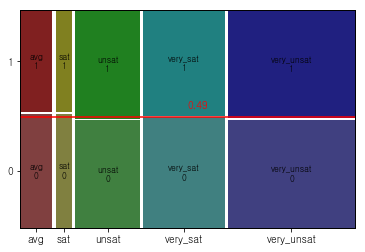 1
avg
1
sat
1
unsat
1
very_sat
1
very_unsat
1
0.49
0
avg
0
sat
0
unsat
0
very_sat
0
very_unsat
0
avg sat unsat very_sat very_unsat